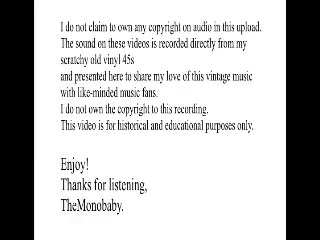 I do not claim to own any copyright on audio in this upload.
The sound on these videos is recorded directly from my
scratchy old vinyl 45s
and presented here to share my love of this vintage music
with like-minded music fans.
I do not own the copyright to this recording.
This video is for historical and educational purposes only.
Enjoy!
Thanks for listening,
TheMonobaby.